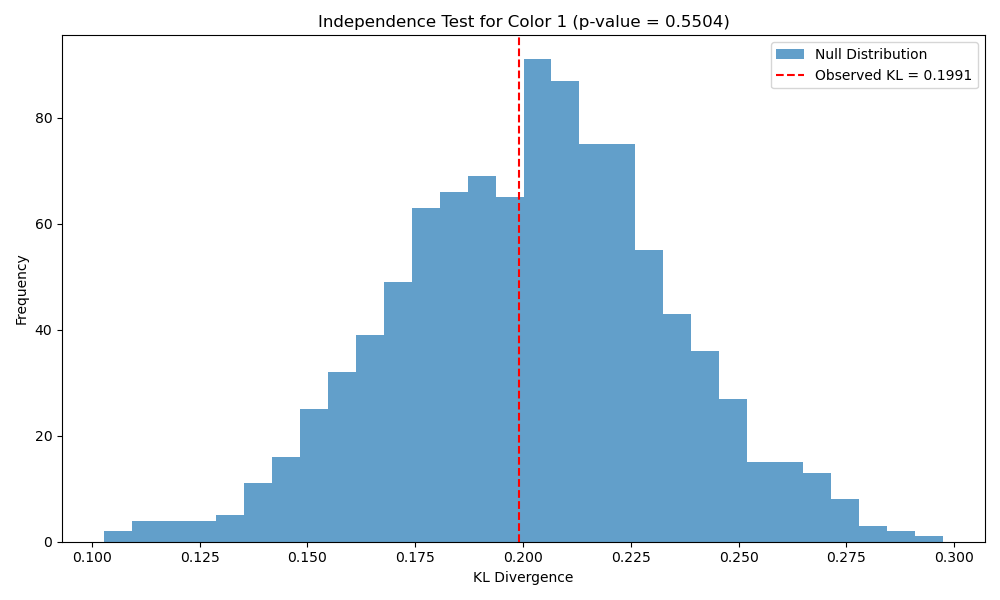 Independence Test for Color 1 (p-value = 0.5504)
Null Distribution
Observed KL = 0.1991
Frequency
80
60
40
20
0
0.100 0.125 0.150 0.175 0.200 0.225 0.250 0.275 0.300
KL Divergence